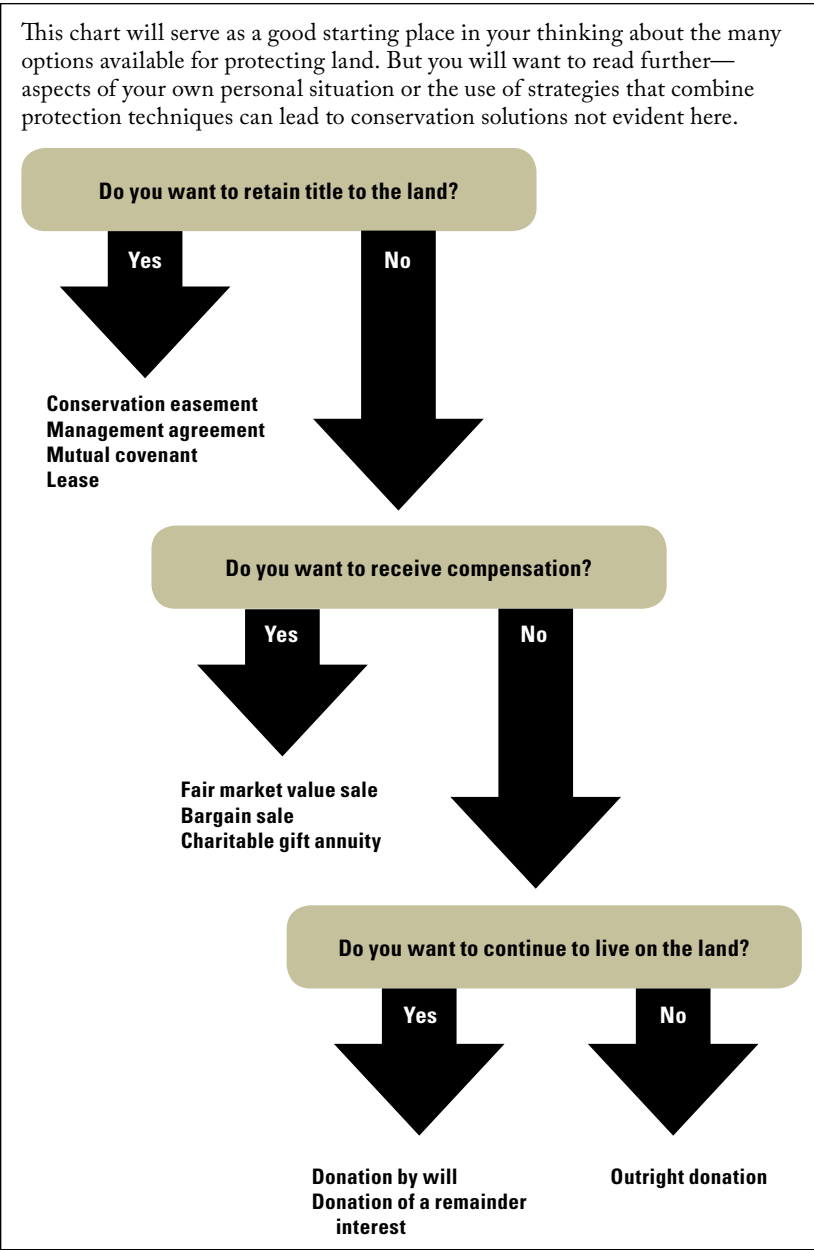 This chart will serve as a good starting place in your thinking about the many
options available for protecting land. But you will want to read further—
aspects of your own personal situation or the use of strategies that combine
protection techniques can lead to conservation solutions not evident here.
Do you want to retain title to the land?
Yes
No
Conservation easement
Management agreement
Mutual covenant
Lease
Do you want to receive compensation?
Yes
No
Fair market value sale
Bargain sale
Charitable gift annuity
Do you want to continue to live on the land?
Yes
No
Donation by will
Donation of a remainder
interest
Outright donation